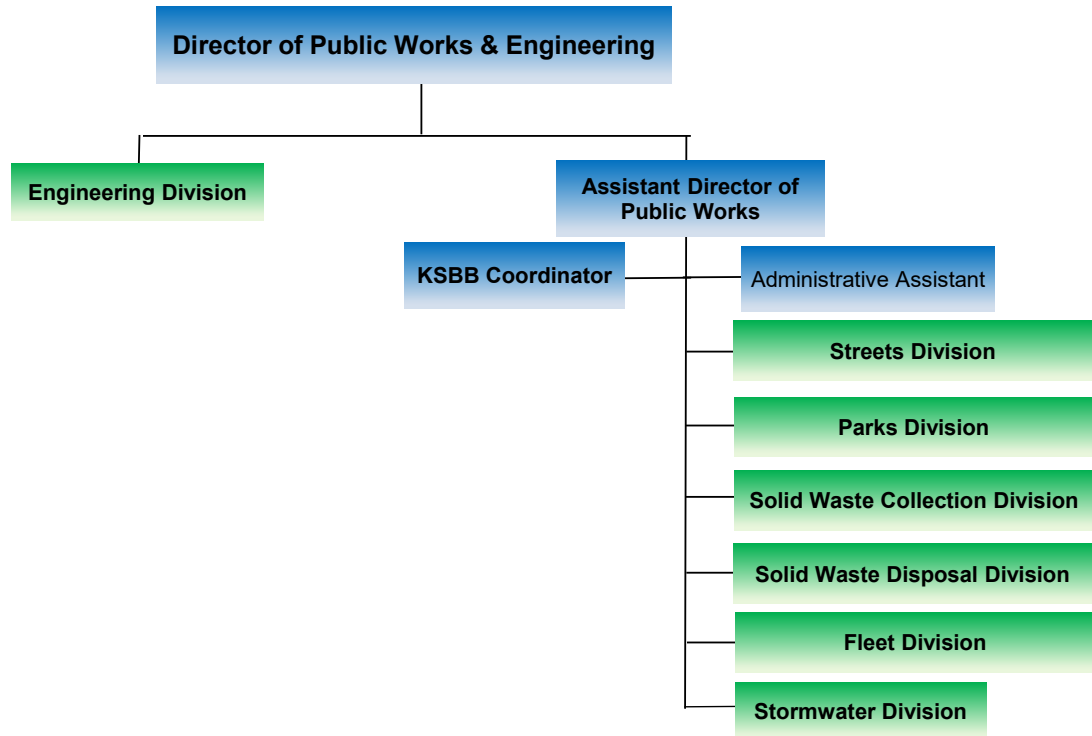 Director of Public Works & Engineering
Engineering Division
Assistant Director of
Public Works
KSBB Coordinator
Administrative Assistant
Streets Division
Parks Division
Solid Waste Collection Division
Solid Waste Disposal Division
Fleet Division
Stormwater Division